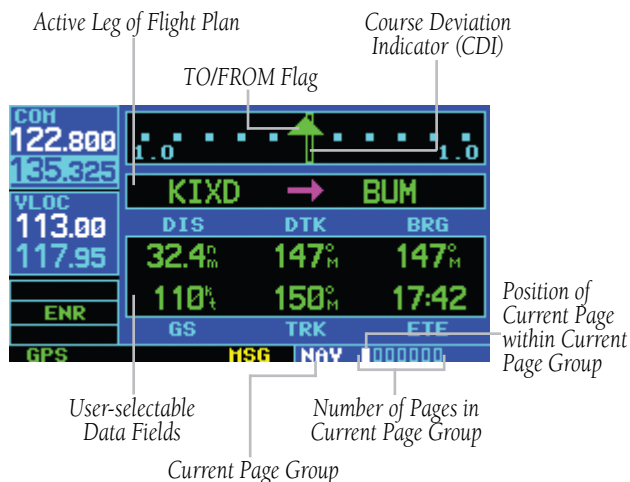 Active Leg of Flight Plan
Course Deviation
Indicator (CDI)
TO/FROM Flag
COM
122.800
135.325
VLOC
113.00
117.95
ENR
GPS
1.0 1.0
KIXD → BUM
DIS DTK BRG
32.4nm 147°M 147°M
110kt 150°M 17:42
GS TRK ETE
MSG NAV
Position of
Current Page
within Current
Page Group
User-selectable
Data Fields
Number of Pages in
Current Page Group
Current Page Group